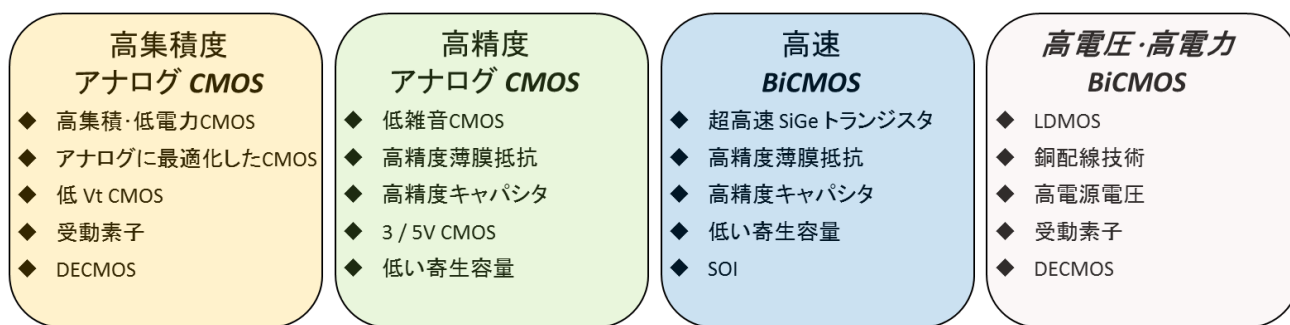 高集積度
アナログ CMOS
◆ 高集積・低電力CMOS
◆ アナログに最適化したCMOS
◆ 低 Vt CMOS
◆ 受動素子
◆ DECMOS
高精度
アナログ CMOS
◆ 低雑音CMOS
◆ 高精度薄膜抵抗
◆ 高精度キャパシタ
◆ 3 / 5V CMOS
◆ 低い寄生容量
高速
BiCMOS
◆ 超高速 SiGe トランジスタ
◆ 高精度薄膜抵抗
◆ 高精度キャパシタ
◆ 低い寄生容量
◆ SOI
高電圧・高電力
BiCMOS
◆ LDMOS
◆ 銅配線技術
◆ 高電源電圧
◆ 受動素子
◆ DECMOS